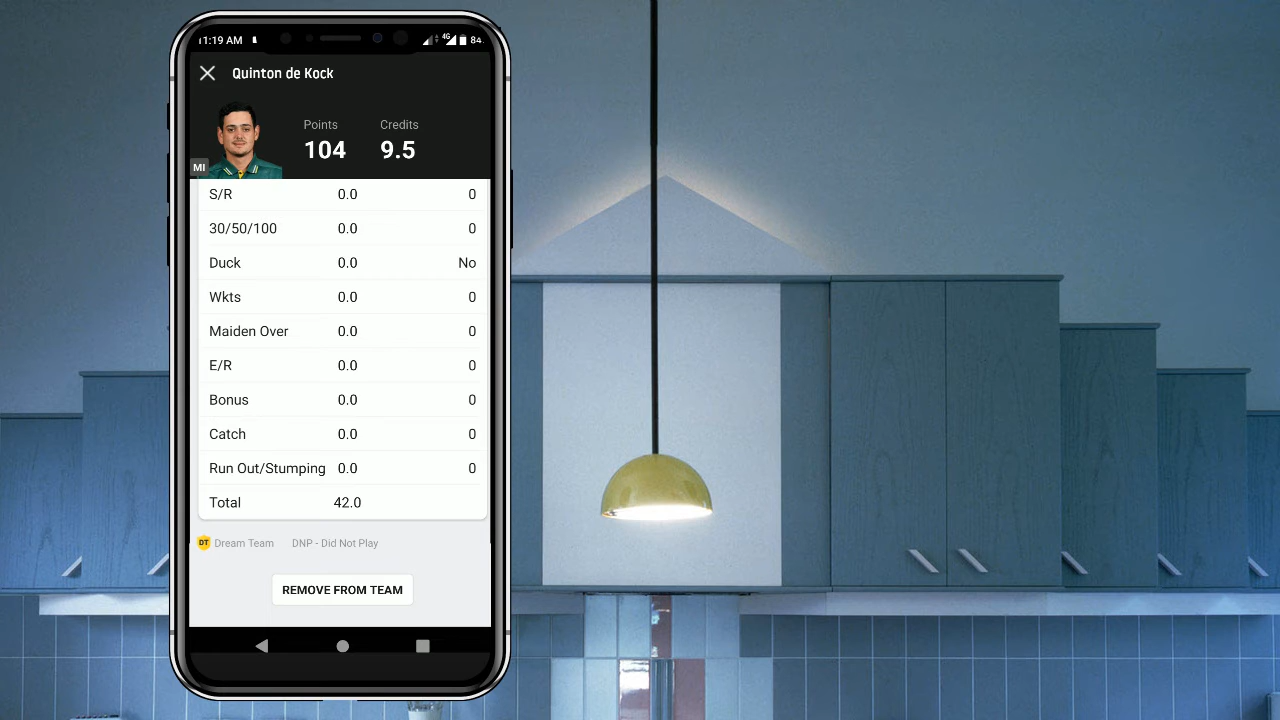 11:19 AM 4G 84
Quinton de Kock
Points Credits
104 9.5
MI
S/R 0.0 0
30/50/100 0.0 0
Duck 0.0 No
Wkts 0.0 0
Maiden Over 0.0 0
E/R 0.0 0
Bonus 0.0 0
Catch 0.0 0
Run Out/Stumping 0.0 0
Total 42.0
DT Dream Team DNP - Did Not Play
REMOVE FROM TEAM